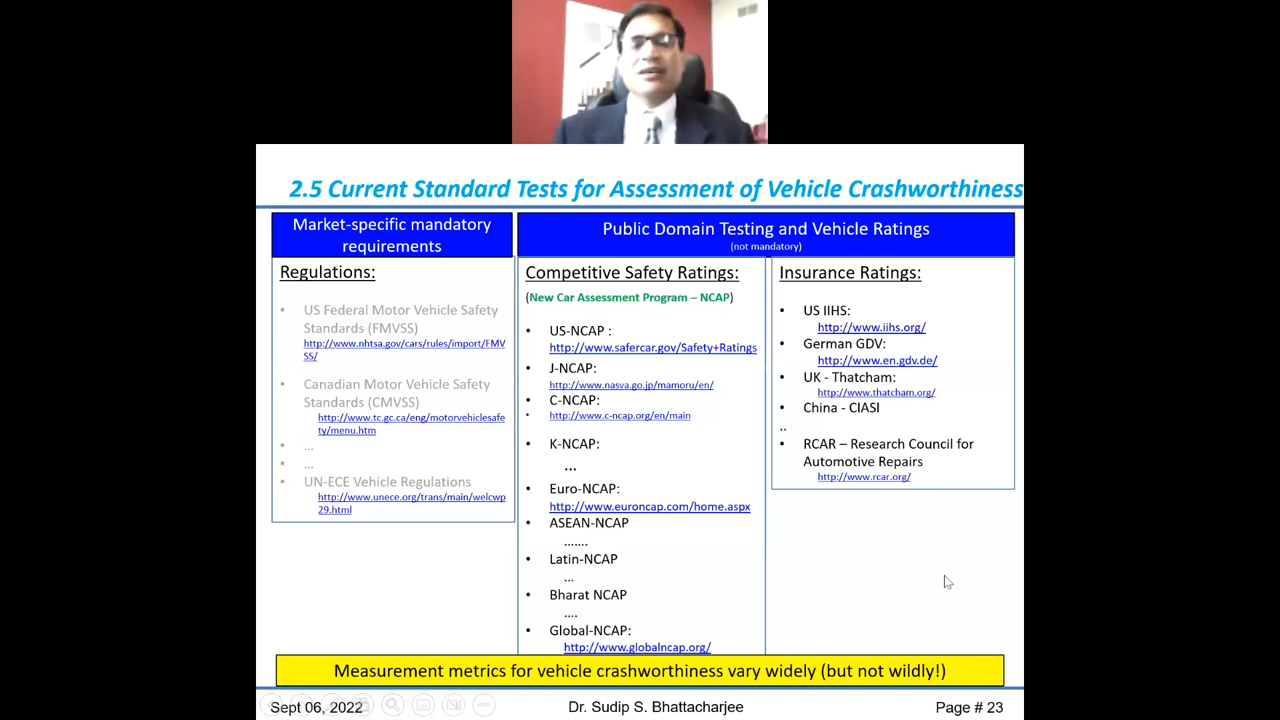 2.5 Current Standard Tests for Assessment of Vehicle Crashworthiness
Market-specific mandatory
requirements
Public Domain Testing and Vehicle Ratings
(not mandatory)
Regulations:
• US Federal Motor Vehicle Safety
Standards (FMVSS)
http://www.nhtsa.gov/cars/rules/import/FMV
SS/
• Canadian Motor Vehicle Safety
Standards (CMVSS)
http://www.tc.gc.ca/eng/motorvehiclesafe
ty/menu.htm
• ...
• ...
• UN-ECE Vehicle Regulations
http://www.unece.org/trans/main/welcwp
29.html
Competitive Safety Ratings:
(New Car Assessment Program – NCAP)
• US-NCAP :
http://www.safercar.gov/Safety+Ratings
• J-NCAP:
http://www.nasva.go.jp/mamoru/en/
• C-NCAP:
• http://www.c-ncap.org/en/main
• K-NCAP:
...
• Euro-NCAP:
http://www.euroncap.com/home.aspx
• ASEAN-NCAP
.......
• Latin-NCAP
...
• Bharat NCAP
....
• Global-NCAP:
http://www.globalncap.org/
Insurance Ratings:
• US IIHS:
http://www.iihs.org/
• German GDV:
http://www.en.gdv.de/
• UK - Thatcham:
http://www.thatcham.org/
• China - CIASI
..
• RCAR – Research Council for
Automotive Repairs
http://www.rcar.org/
Measurement metrics for vehicle crashworthiness vary widely (but not wildly!)
Sept 06, 2022
Dr. Sudip S. Bhattacharjee
Page # 23